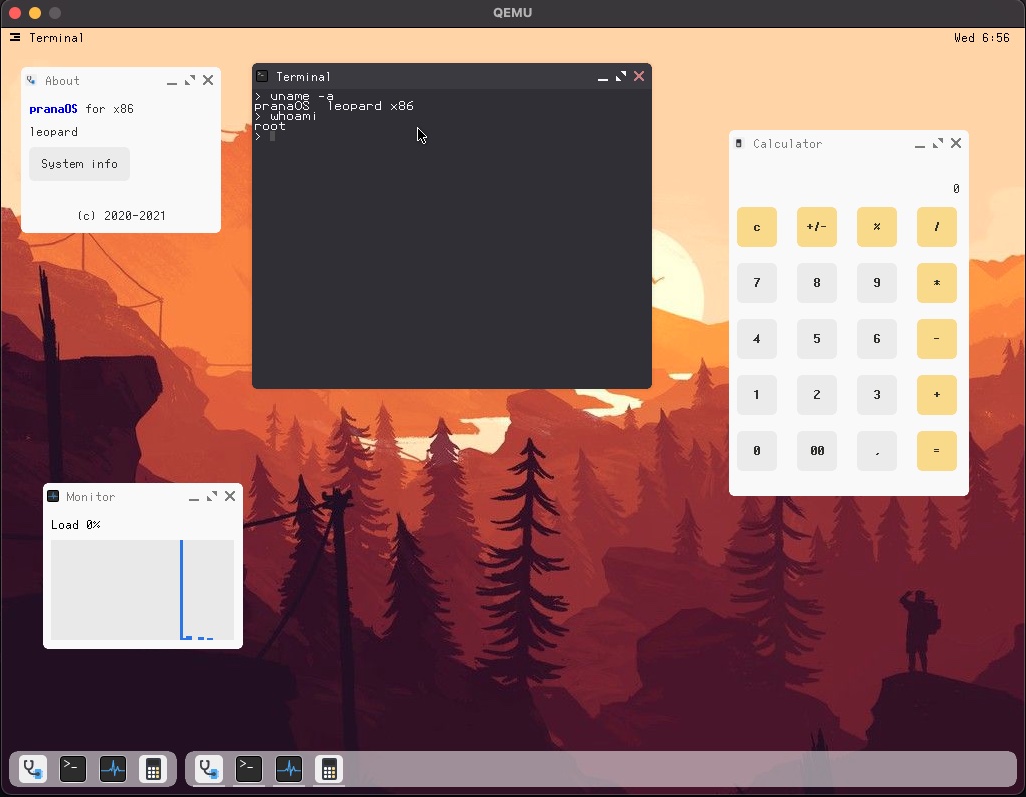 QEMU
Terminal
Wed 6:56
About
pranaOS for x86
leopard
System info
(c) 2020-2021
Terminal
> uname -a
pranaOS  leopard x86
> whoami
root
>
Calculator
0
c +/- % /
7 8 9 *
4 5 6 -
1 2 3 +
0 00 . =
Monitor
Load 0%
>_
>_